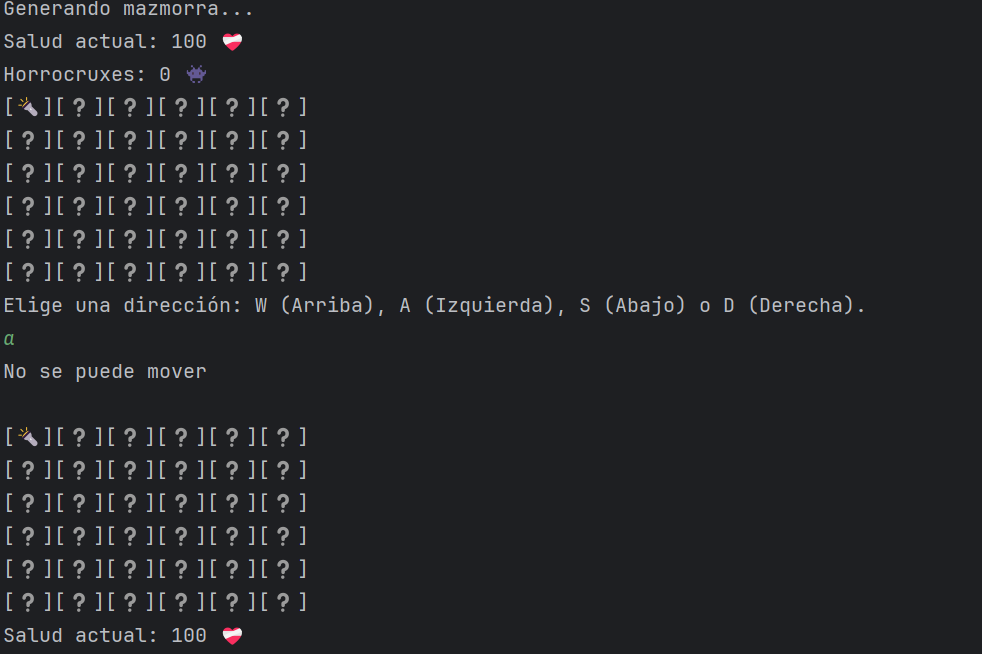 Generando mazmorra...
Salud actual: 100 ❤️‍🩹
Horrocruxes: 0 👾
[🔦][❔][❔][❔][❔][❔]
[❔][❔][❔][❔][❔][❔]
[❔][❔][❔][❔][❔][❔]
[❔][❔][❔][❔][❔][❔]
[❔][❔][❔][❔][❔][❔]
[❔][❔][❔][❔][❔][❔]
Elige una dirección: W (Arriba), A (Izquierda), S (Abajo) o D (Derecha).
a
No se puede mover
[🔦][❔][❔][❔][❔][❔]
[❔][❔][❔][❔][❔][❔]
[❔][❔][❔][❔][❔][❔]
[❔][❔][❔][❔][❔][❔]
[❔][❔][❔][❔][❔][❔]
[❔][❔][❔][❔][❔][❔]
Salud actual: 100 ❤️‍🩹